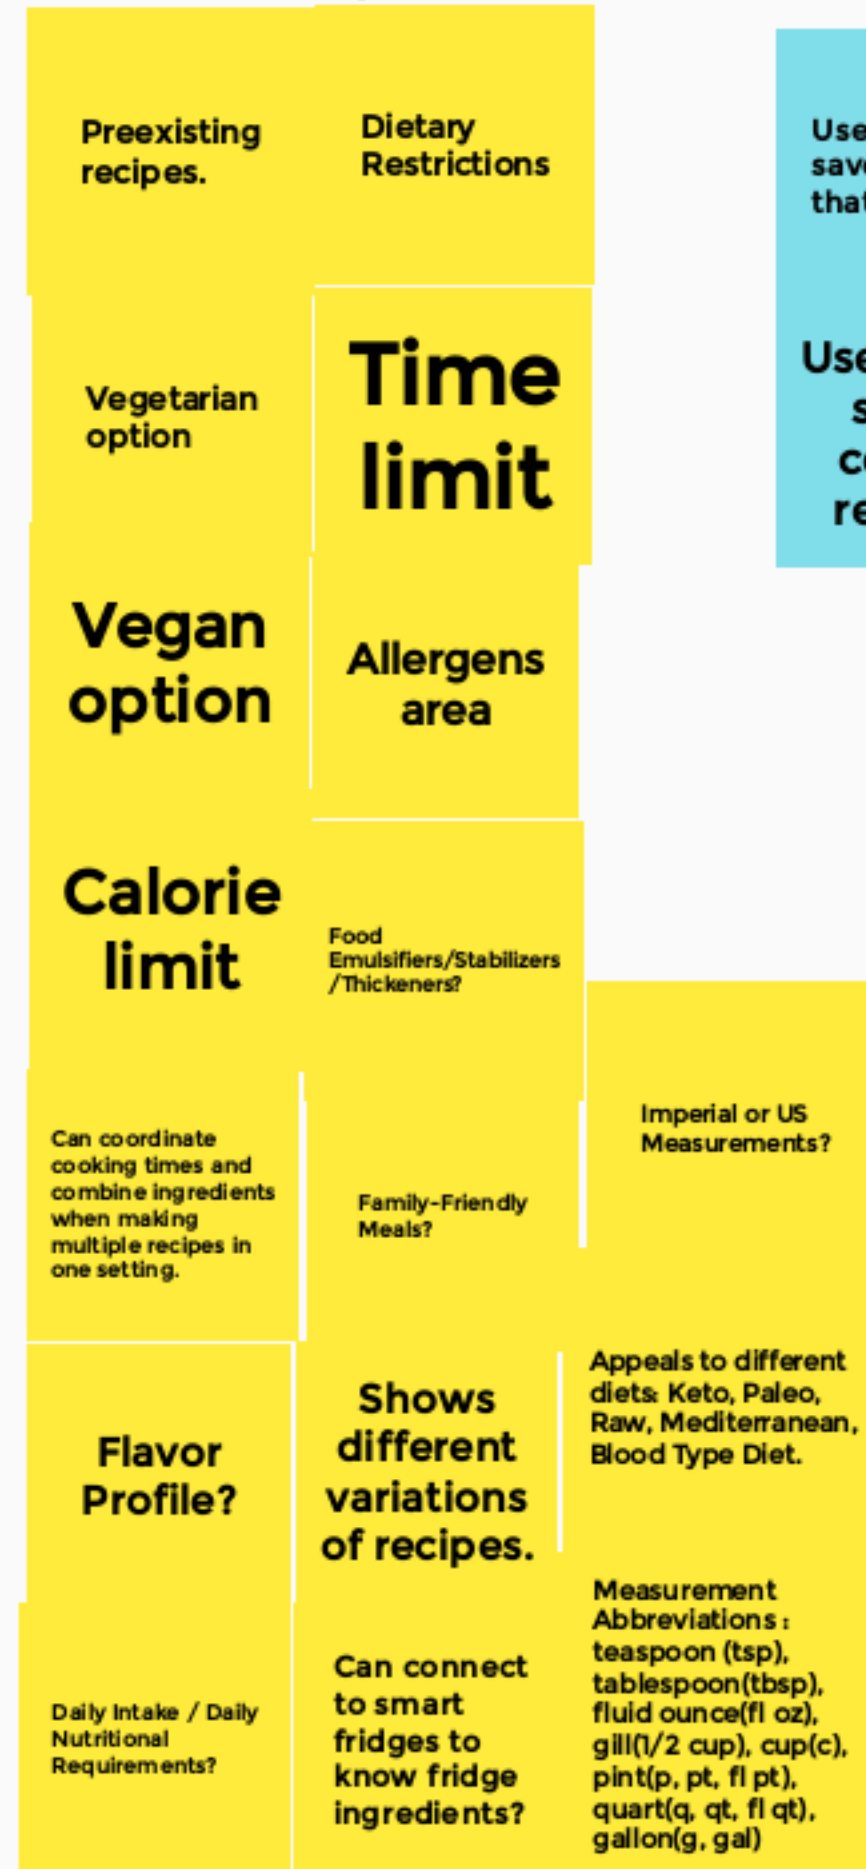 Preexisting
recipes.
Dietary
Restrictions
Vegetarian
option
Time
limit
Vegan
option
Allergens
area
Calorie
limit
Food
Emulsifiers/Stabilizers
/Thickeners?
Can coordinate
cooking times and
combine ingredients
when making
multiple recipes in
one setting.
Family-Friendly
Meals?
Imperial or US
Measurements?
Flavor
Profile?
Shows
different
variations
of recipes.
Appeals to different
diets: Keto, Paleo,
Raw, Mediterranean,
Blood Type Diet.
Daily Intake / Daily
Nutritional
Requirements?
Can connect
to smart
fridges to
know fridge
ingredients?
Measurement
Abbreviations :
teaspoon (tsp),
tablespoon(tbsp),
fluid ounce(fl oz),
gill(1/2 cup), cup(c),
pint(p, pt, fl pt),
quart(q, qt, fl qt),
gallon(g, gal)